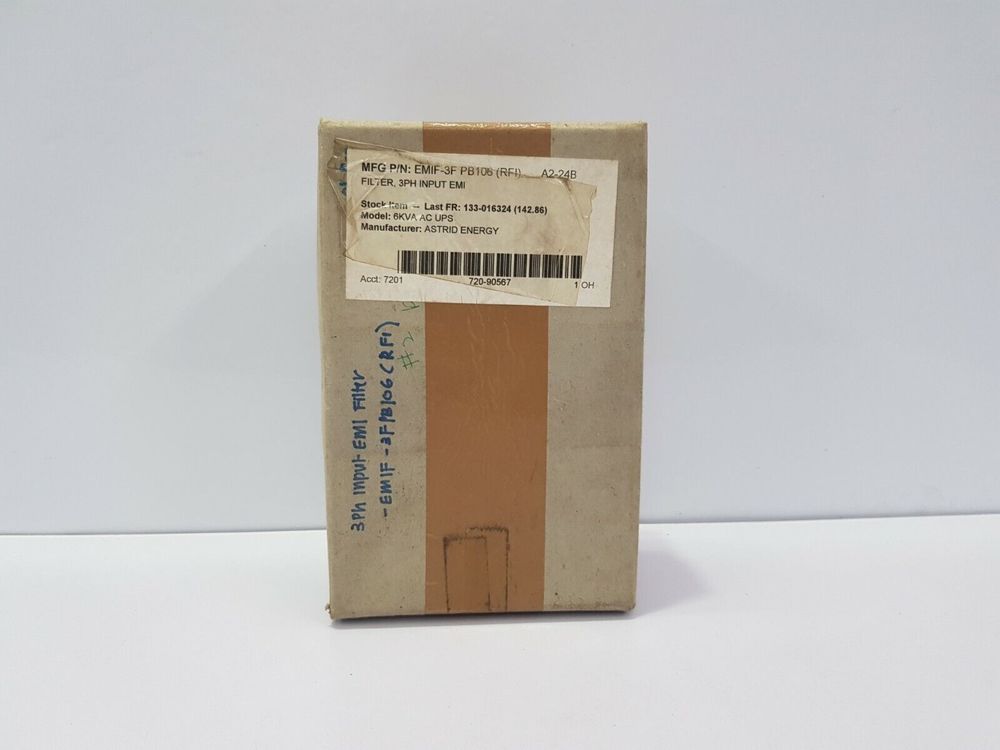 MFG P/N: EMIF-3F PB106 (RFI) A2-24B
FILTER, 3PH INPUT EMI
Stock Item – Last FR: 133-016324 (142.86)
Model: 6KVA AC UPS
Manufacturer: ASTRID ENERGY
Acct: 7201 720-90567 1 OH
3Ph Input EMI Filter
- EMIF - 3FPB106 (RFI)
#2